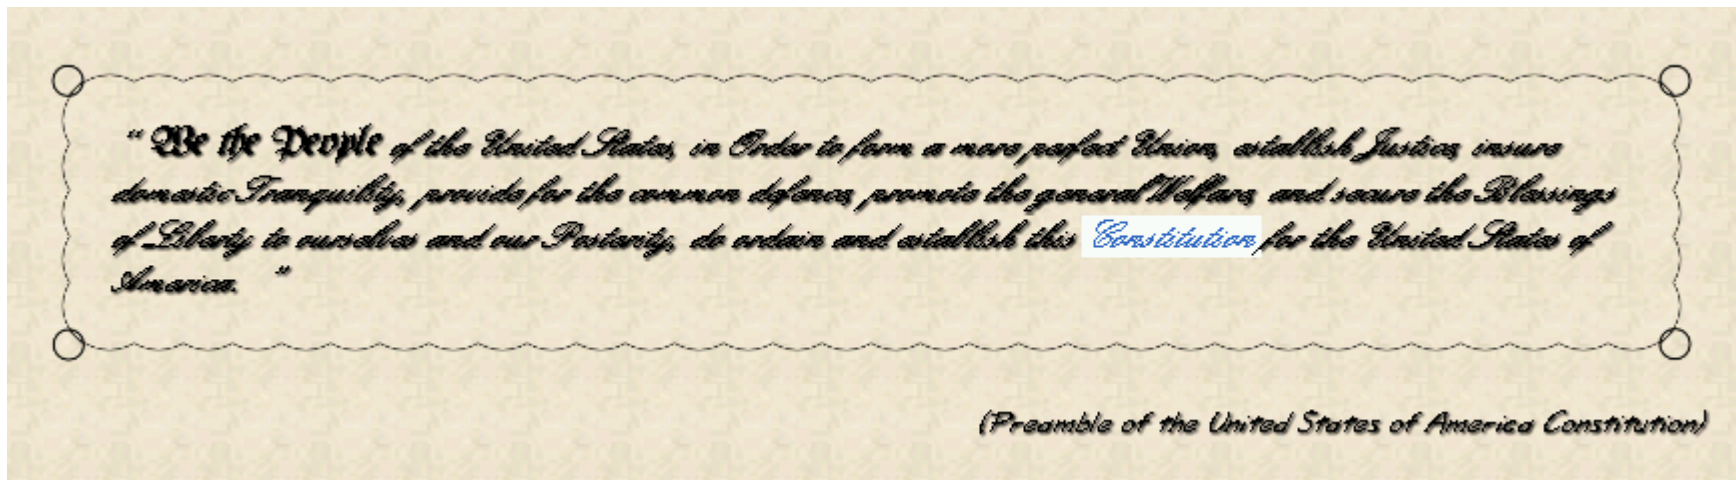 “ We the People of the United States, in Order to form a more perfect Union, establish Justice, insure
domestic Tranquility, provide for the common defence, promote the general Welfare, and secure the Blessings
of Liberty to ourselves and our Posterity, do ordain and establish this Constitution for the United States of
America. ”
(Preamble of the United States of America Constitution)